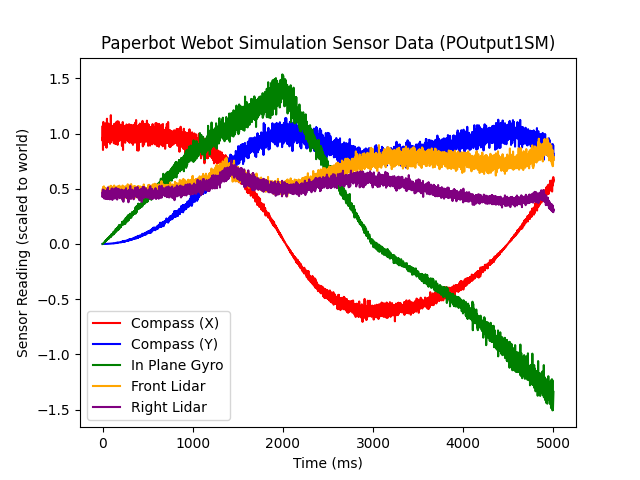 Paperbot Webot Simulation Sensor Data (POutput1SM)
Sensor Reading (scaled to world)
1.5
1.0
0.5
0.0
−0.5
−1.0
−1.5
Compass (X)
Compass (Y)
In Plane Gyro
Front Lidar
Right Lidar
0 1000 2000 3000 4000 5000
Time (ms)